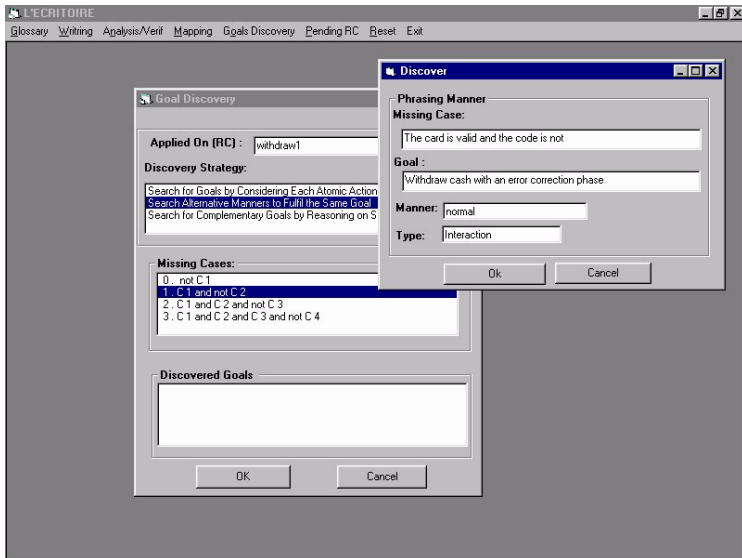 L'ECRITOIRE
Glossary Writring Analysis/Verif Mapping Goals Discovery Pending RC Reset Exit
Goal Discovery
Applied On (RC) : withdraw1
Discovery Strategy:
Search for Goals by Considering Each Atomic Action
Search Alternative Manners to Fulfil the Same Goal
Search for Complementary Goals by Reasoning on S
Missing Cases:
0 . not C 1
1 . C 1 and not C 2
2 . C 1 and C 2 and not C 3
3 . C 1 and C 2 and C 3 and not C 4
Discovered Goals
OK Cancel
Discover
Phrasing Manner
Missing Case:
The card is valid and the code is not
Goal :
Withdraw cash with an error correction phase
Manner: normal
Type: Interaction
Ok Cancel